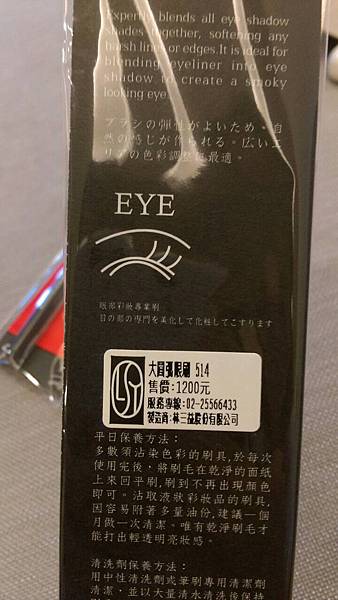 Expertly blends all eye shadow
shades together, softening any
harsh lines or edges.It is ideal for
blending eyeliner into eye
shadow to create a smoky
looking eye.
ブラシの弾性がよいため。自
然の感じが作られる。広いエ
リアの色彩調整に最適。
EYE
眼部彩妝專業刷
目の部の専門を美化して化粧してこすります
大圓弧眼刷 514
售價:1200元
服務專線:02-25566433
製造商:林三益股份有限公司
平日保養方法：
多數須沾染色彩的刷具,於每次
使用完後，將刷毛在乾淨的面紙
上來回平刷,刷到不再出現顏色
即可。沾取液狀彩妝品的刷具,
因容易附著多量油份,建議一個
月做一次清潔。唯有乾淨刷毛才
能打出輕透明亮妝感。
清洗劑保養方法：
用中性清洗劑或筆刷專用清潔劑
清潔，並以大量清水清洗後保持